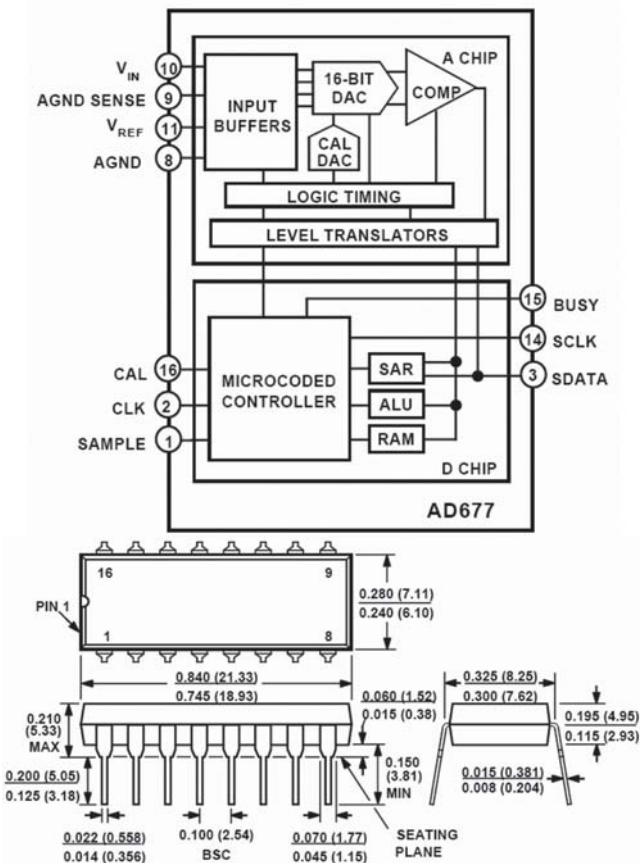 A CHIP
10
V_IN
9
AGND SENSE
11
V_REF
8
AGND
INPUT
BUFFERS
16-BIT
DAC
COMP
CAL
DAC
LOGIC TIMING
LEVEL TRANSLATORS
15
BUSY
14
SCLK
3
SDATA
16
CAL
2
CLK
1
SAMPLE
MICROCODED
CONTROLLER
SAR
ALU
RAM
D CHIP
AD677
16
9
PIN 1
1
8
0.280 (7.11)
0.240 (6.10)
0.840 (21.33)
0.745 (18.93)
0.060 (1.52)
0.015 (0.38)
0.325 (8.25)
0.300 (7.62)
0.210
(5.33)
MAX
0.195 (4.95)
0.115 (2.93)
0.200 (5.05)
0.125 (3.18)
0.150
(3.81)
MIN
0.015 (0.381)
0.008 (0.204)
0.022 (0.558)
0.014 (0.356)
0.100 (2.54)
BSC
0.070 (1.77)
0.045 (1.15)
SEATING
PLANE